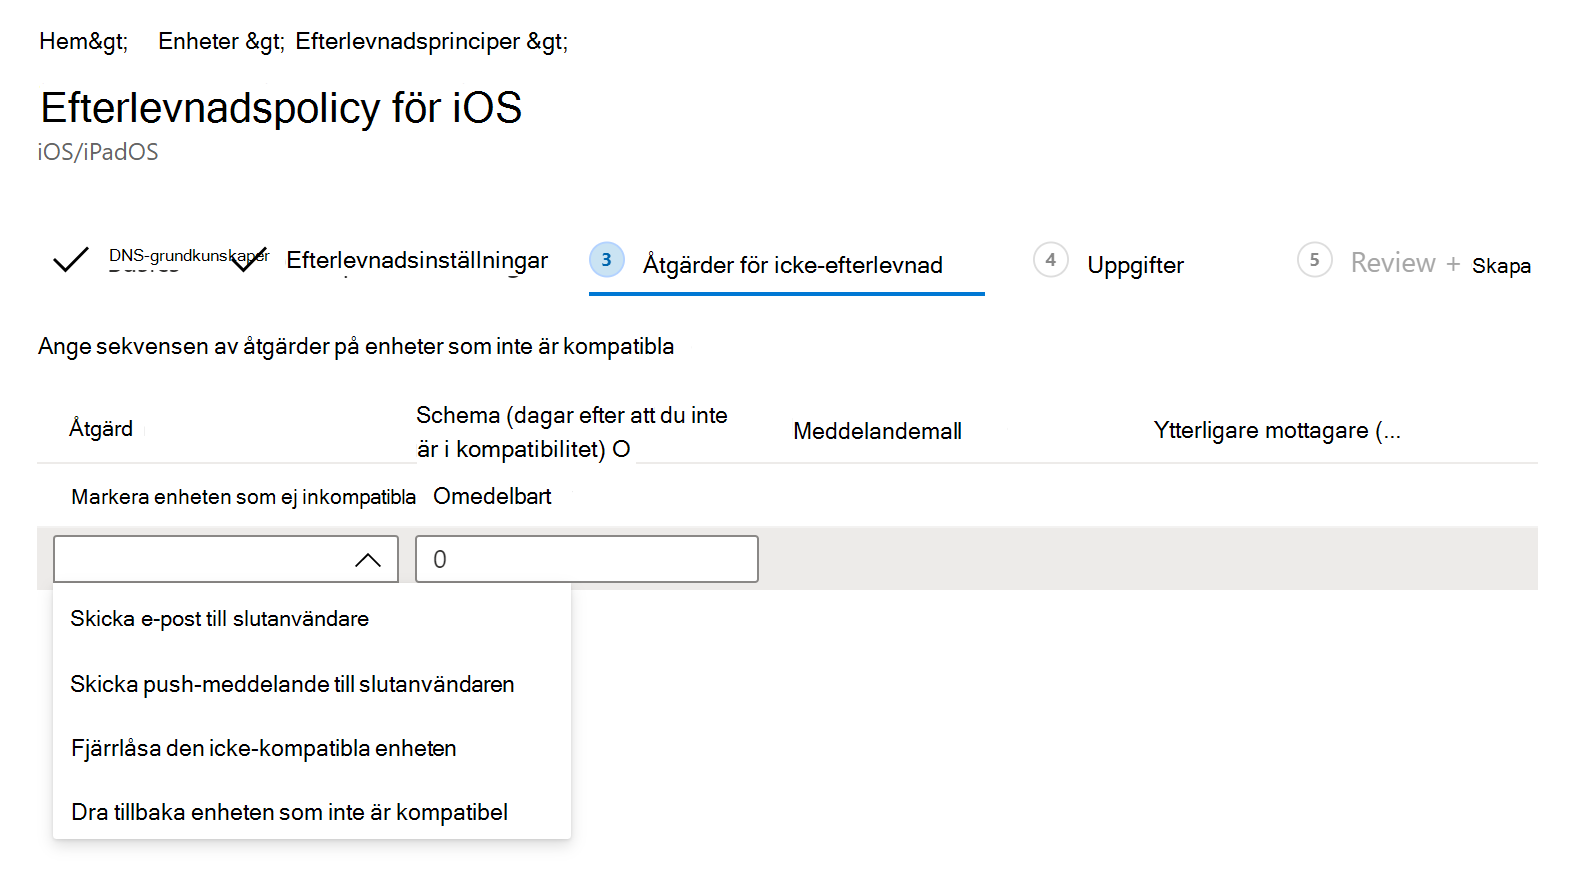 Hem&gt; Enheter &gt; Efterlevnadsprinciper &gt;
Efterlevnadspolicy för iOS
iOS/iPadOS
DNS-grundkunskaper Efterlevnadsinställningar 3 Åtgärder för icke-efterlevnad 4 Uppgifter 5 Review + Skapa
Ange sekvensen av åtgärder på enheter som inte är kompatibla
Åtgärd
Schema (dagar efter att du inte
är i kompatibilitet) O
Meddelandemall
Ytterligare mottagare (...
Markera enheten som ej inkompatibla Omedelbart
0
Skicka e-post till slutanvändare
Skicka push-meddelande till slutanvändaren
Fjärrlåsa den icke-kompatibla enheten
Dra tillbaka enheten som inte är kompatibel